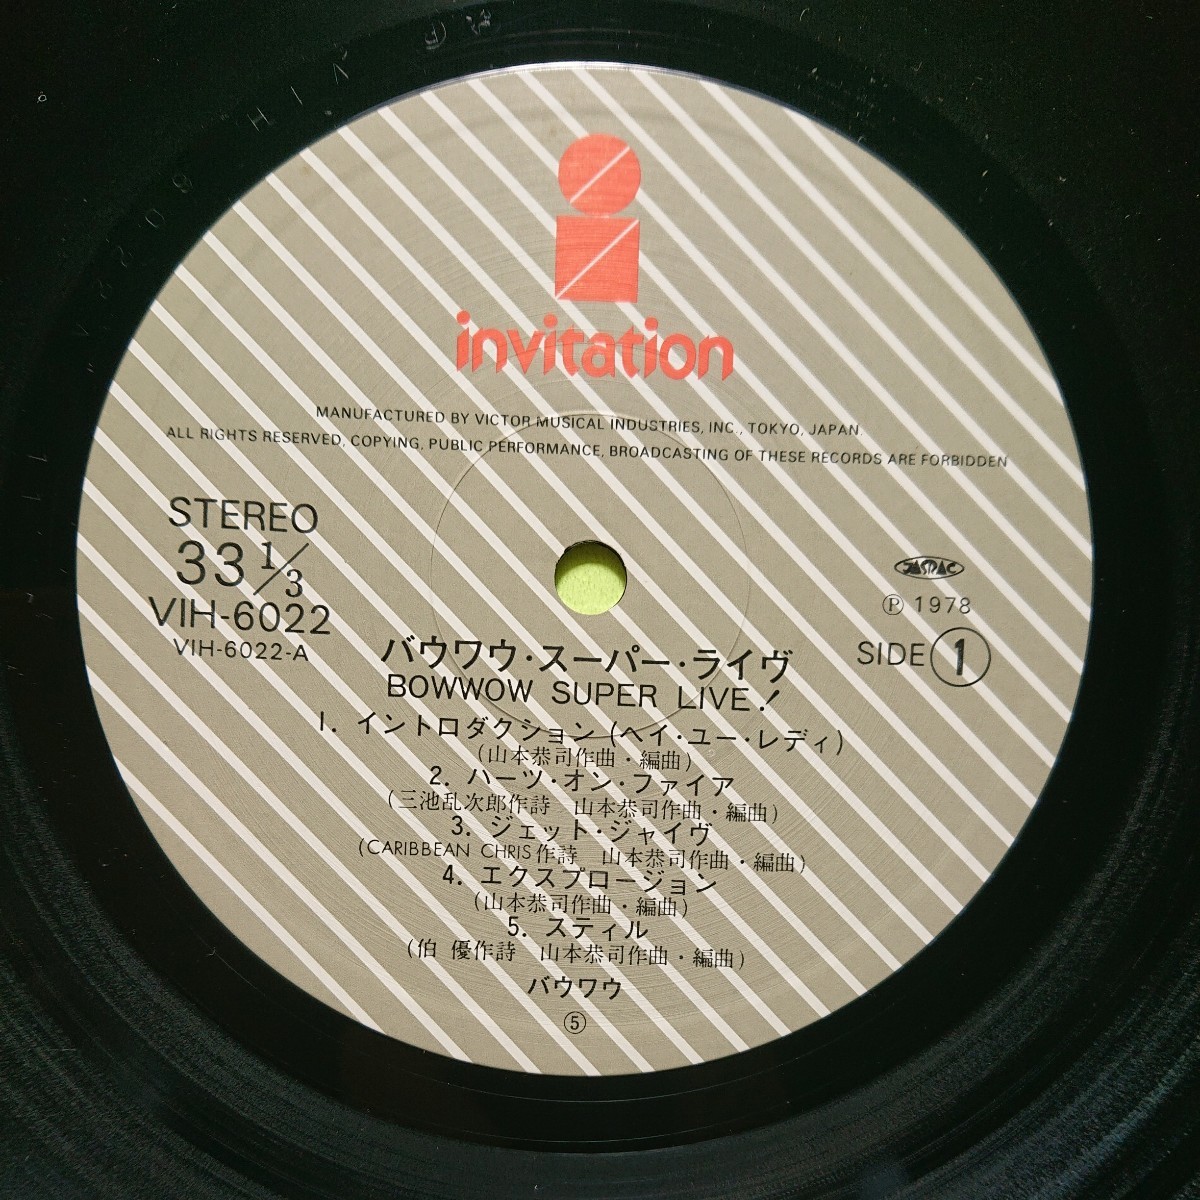 invitation
MANUFACTURED BY VICTOR MUSICAL INDUSTRIES, INC., TOKYO, JAPAN.
ALL RIGHTS RESERVED, COPYING, PUBLIC PERFORMANCE, BROADCASTING OF THESE RECORDS ARE FORBIDDEN
STEREO
33 1/3
VIH-6022
VIH-6022-A
JASRAC
Ⓟ 1978
SIDE ①
バウワウ・スーパー・ライヴ
BOWWOW SUPER LIVE!
1. イントロダクション (ヘイ・ユー・レディ)
(山本恭司作曲・編曲)
2. ハーツ・オン・ファイア
(三池乱次郎作詩 山本恭司作曲・編曲)
3. ジェット・ジャイヴ
(CARIBBEAN CHRIS作詩 山本恭司作曲・編曲)
4. エクスプロージョン
(山本恭司作曲・編曲)
5. スティル
(伯 優作詩 山本恭司作曲・編曲)
バウワウ
⑤